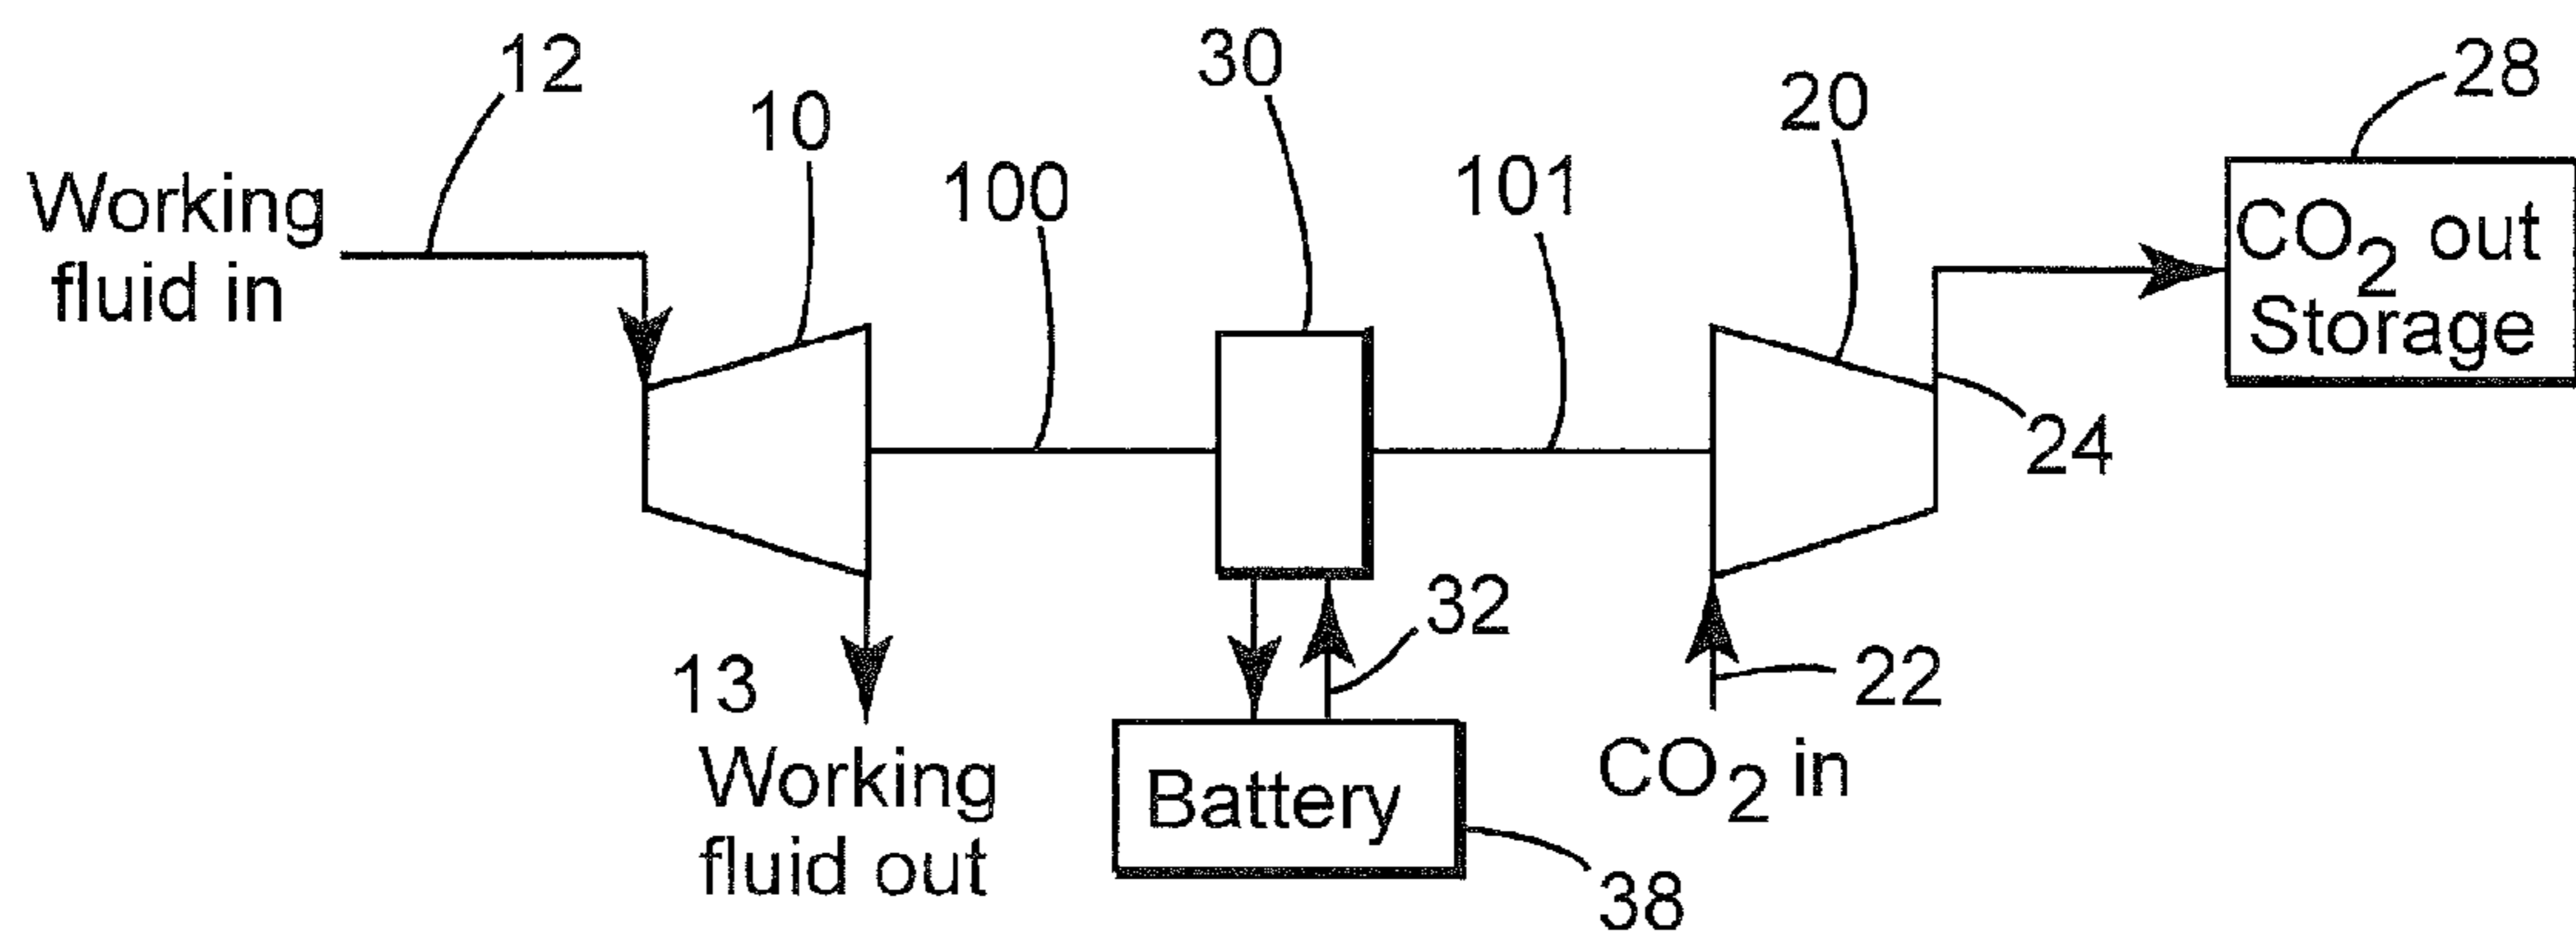 12
30
28
10
20
Working
fluid in
100
101
CO2 out
Storage
24
32
13
22
Working
fluid out
Battery
CO2 in
38